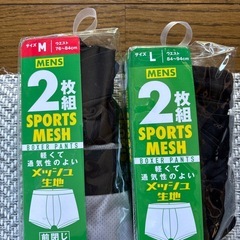 サイズ M ウエスト 76~84cm
MENS
2枚組
SPORTS
MESH
BOXER PANTS
軽くて
通気性のよい
メッシュ
生地
前閉じ
サイズ L ウエスト 84~94cm
MENS
2枚組
SPORTS
MESH
BOXER PANTS
軽くて
通気性のよい
メッシュ
生地